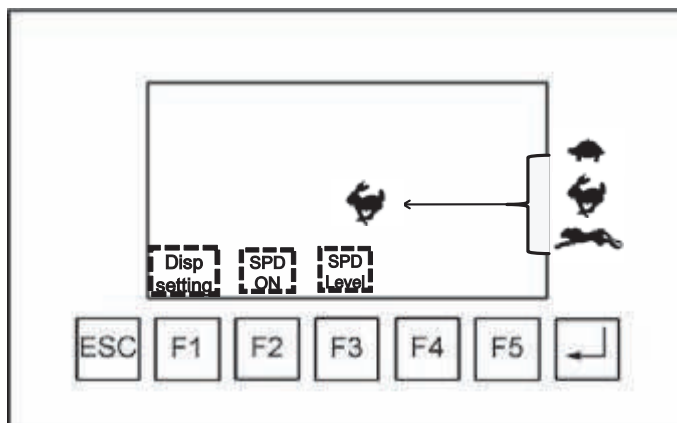 Disp
setting
SPD
ON
SPD
Level
ESC F1 F2 F3 F4 F5